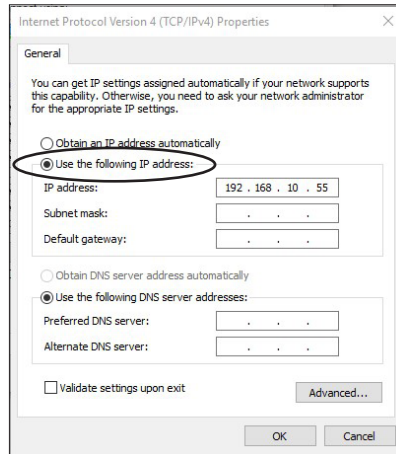 Internet Protocol Version 4 (TCP/IPv4) Properties
General
You can get IP settings assigned automatically if your network supports
this capability. Otherwise, you need to ask your network administrator
for the appropriate IP settings.
Obtain an IP address automatically
Use the following IP address:
IP address: 192 . 168 . 10 . 55
Subnet mask: . . .
Default gateway: . . .
Obtain DNS server address automatically
Use the following DNS server addresses:
Preferred DNS server: . . .
Alternate DNS server: . . .
Validate settings upon exit
Advanced...
OK Cancel